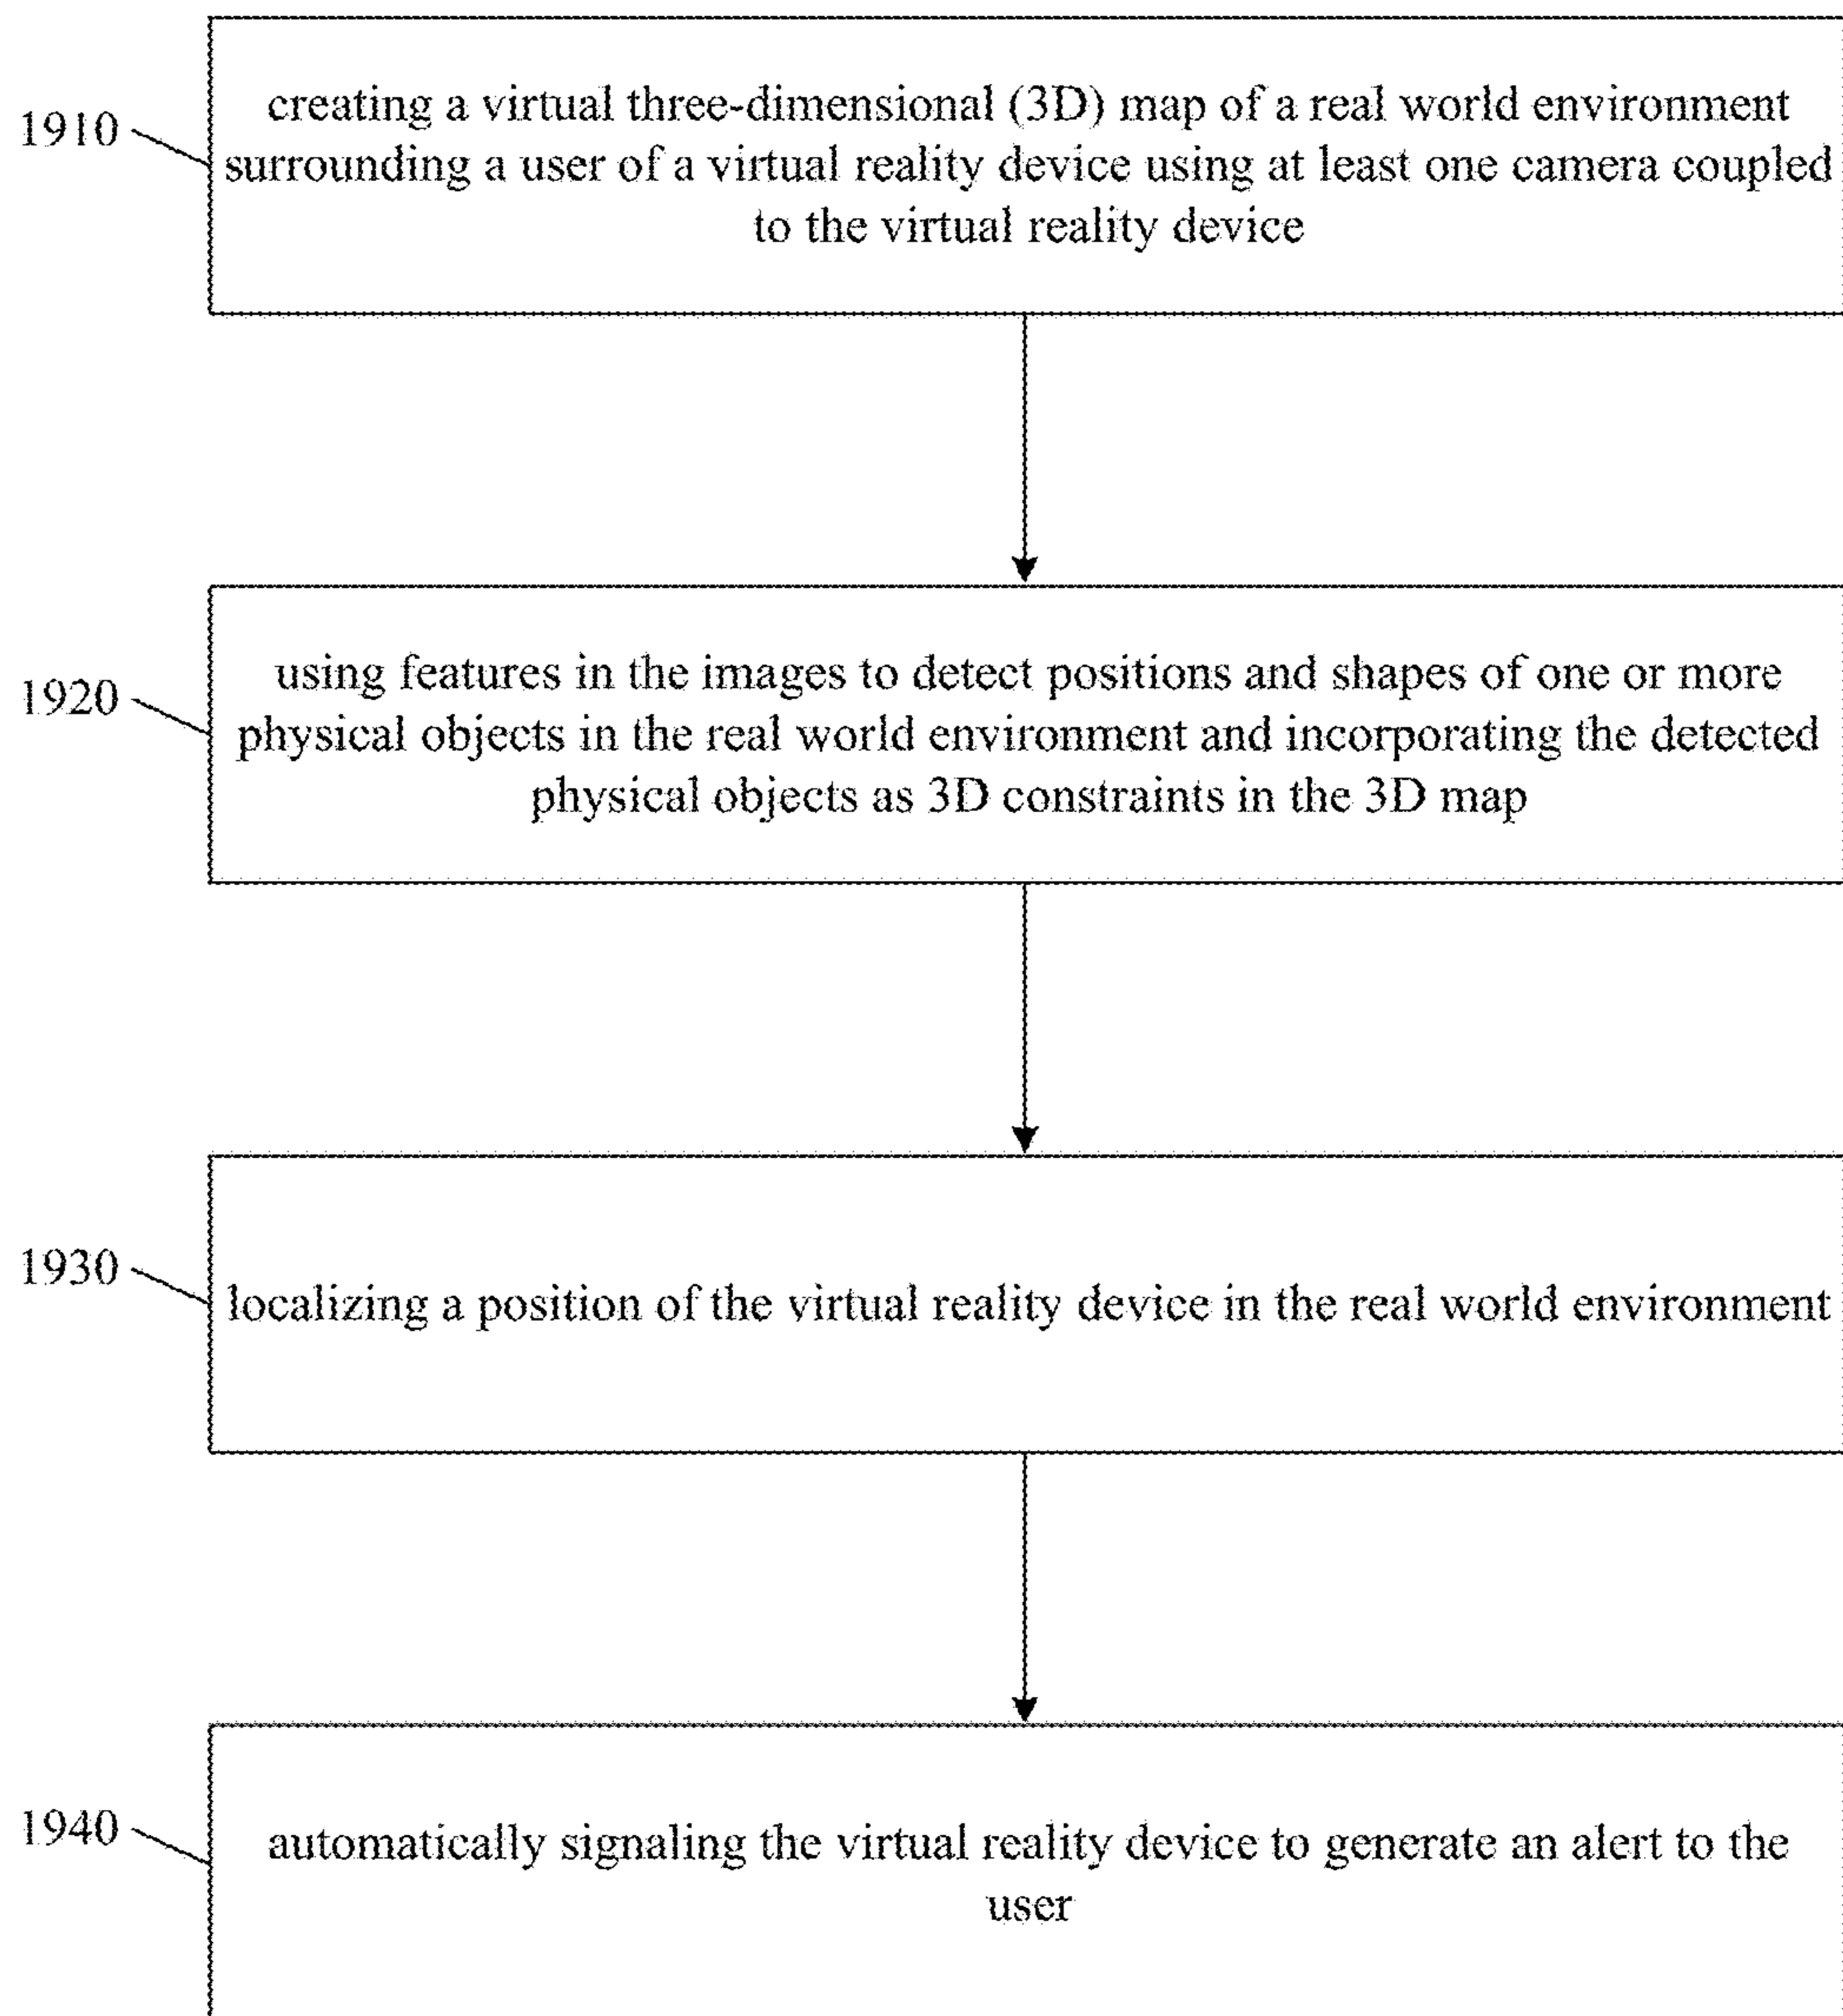 1910
creating a virtual three-dimensional (3D) map of a real world environment
surrounding a user of a virtual reality device using at least one camera coupled
to the virtual reality device
1920
using features in the images to detect positions and shapes of one or more
physical objects in the real world environment and incorporating the detected
physical objects as 3D constraints in the 3D map
1930
localizing a position of the virtual reality device in the real world environment
1940
automatically signaling the virtual reality device to generate an alert to the
user